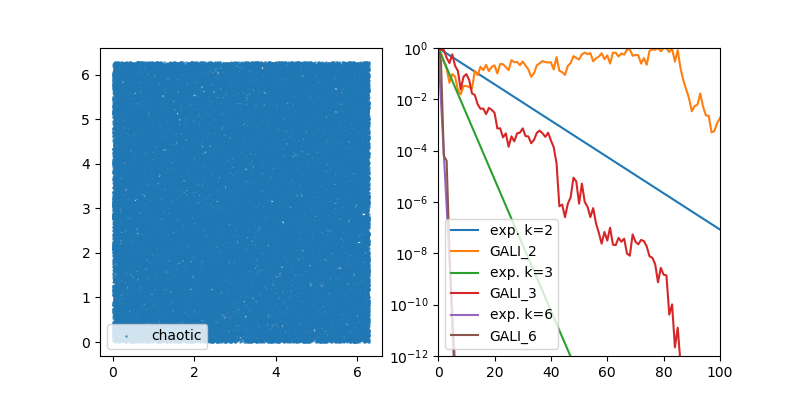 6
5
4
3
2
1
0
chaotic
0 2 4 6
10^0
10^-2
10^-4
10^-6
10^-8
10^-10
10^-12
exp. k=2
GALI_2
exp. k=3
GALI_3
exp. k=6
GALI_6
0 20 40 60 80 100